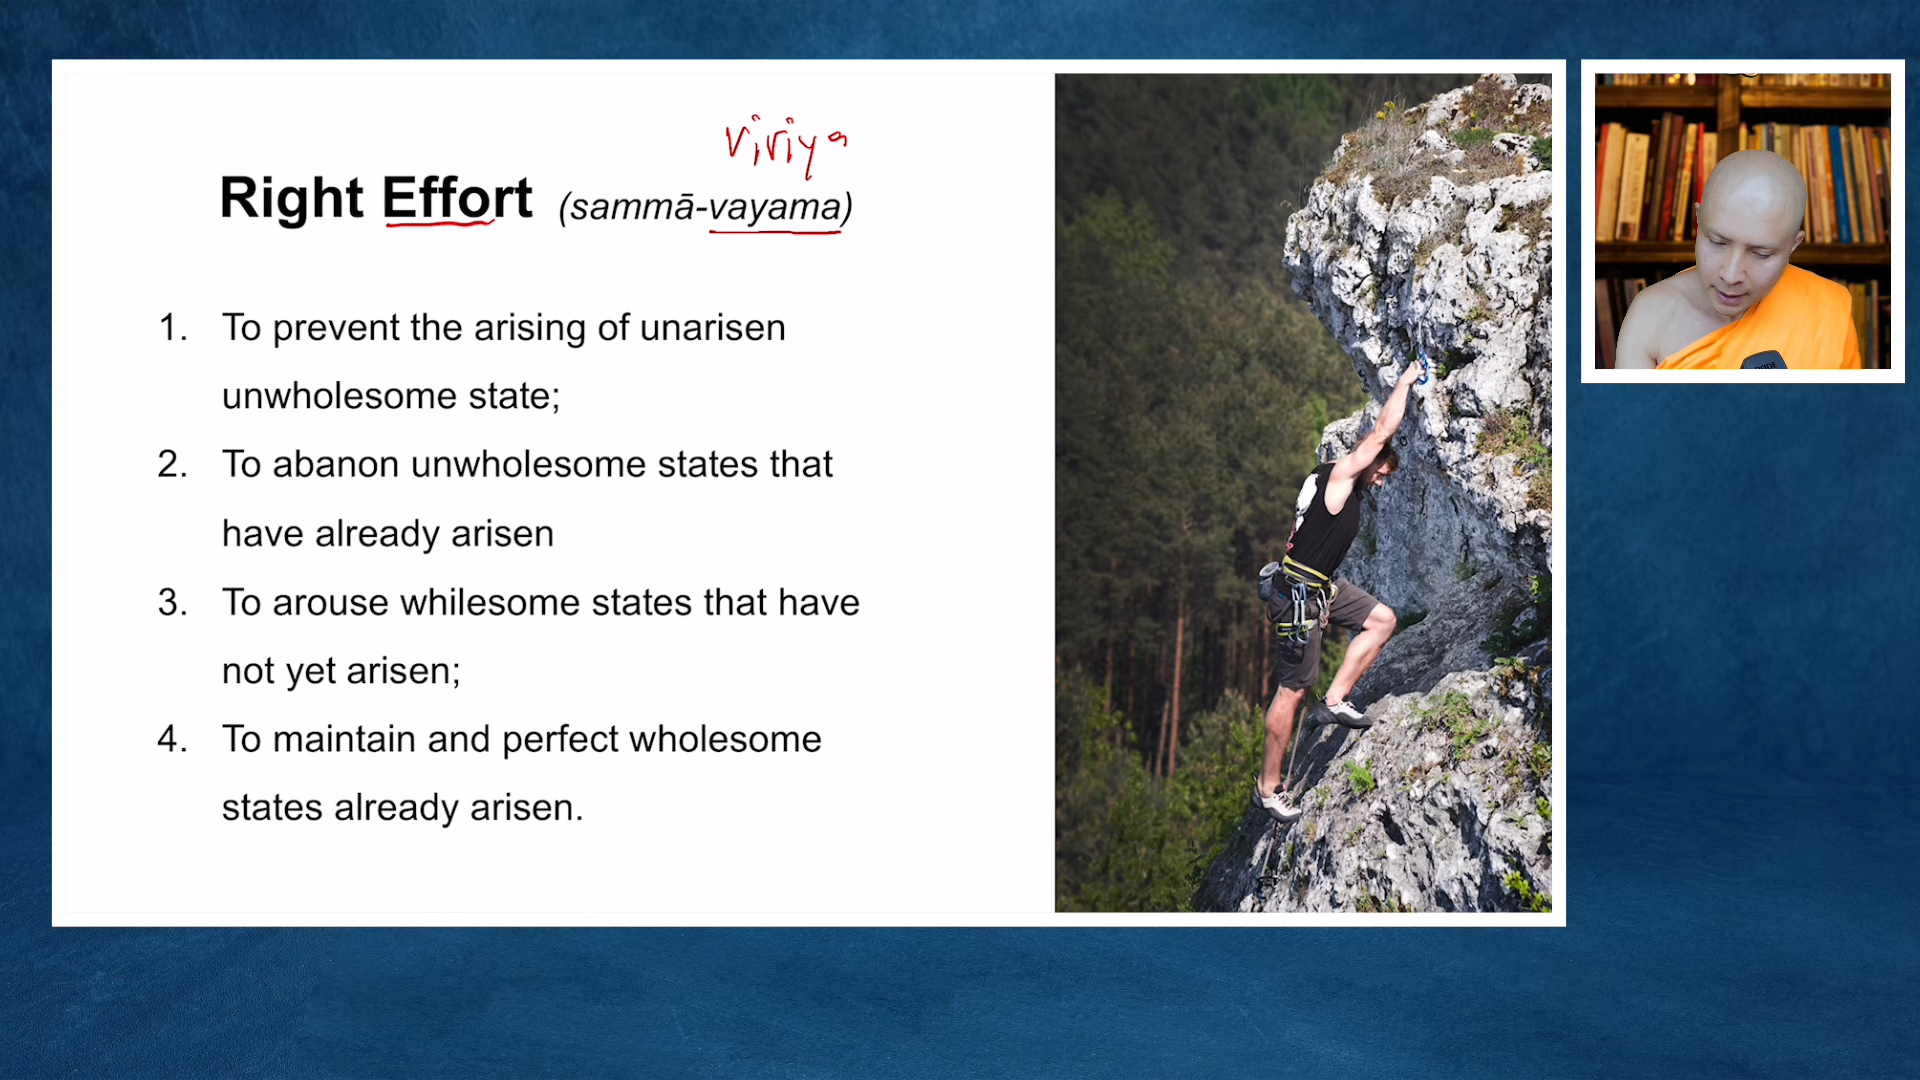 viriya
Right Effort (sammā-vayama)
1. To prevent the arising of unarisen
unwholesome state;
2. To abanon unwholesome states that
have already arisen
3. To arouse whilesome states that have
not yet arisen;
4. To maintain and perfect wholesome
states already arisen.
RODE